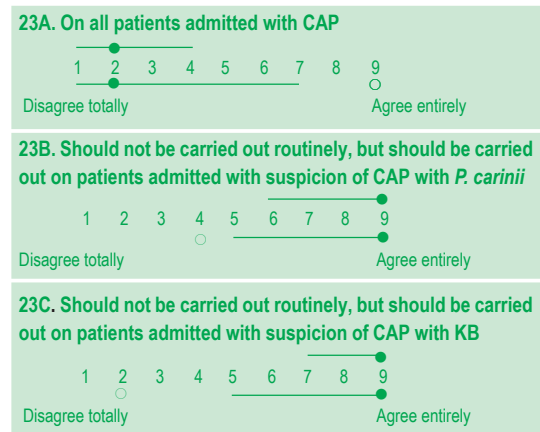 23A. On all patients admitted with CAP
1 2 3 4 5 6 7 8 9
Disagree totally Agree entirely
23B. Should not be carried out routinely, but should be carried
out on patients admitted with suspicion of CAP with P. carinii
1 2 3 4 5 6 7 8 9
Disagree totally Agree entirely
23C. Should not be carried out routinely, but should be carried
out on patients admitted with suspicion of CAP with KB
1 2 3 4 5 6 7 8 9
Disagree totally Agree entirely